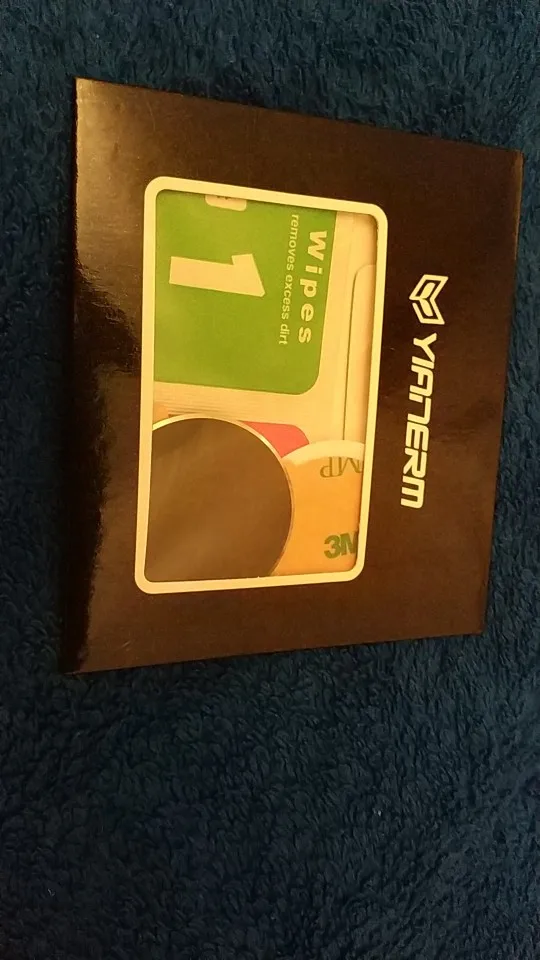 YIANERM
Wipes
removes excess dirt
1
3M